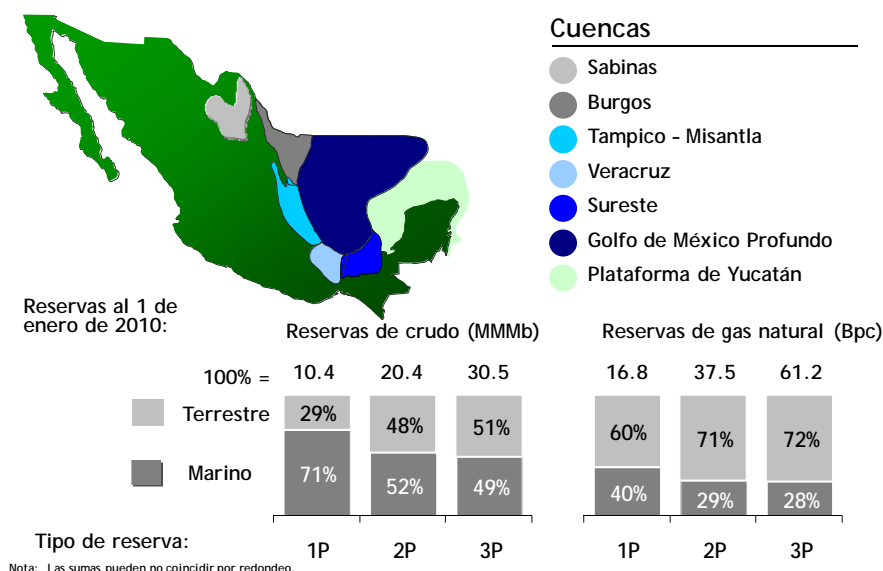 Cuencas
Sabinas
Burgos
Tampico - Misantla
Veracruz
Sureste
Golfo de México Profundo
Plataforma de Yucatán
Reservas al 1 de
enero de 2010:
Reservas de crudo (MMMb)
Reservas de gas natural (Bpc)
100% = 10.4 20.4 30.5 16.8 37.5 61.2
Terrestre 29% 48% 51% 60% 71% 72%
Marino 71% 52% 49% 40% 29% 28%
Tipo de reserva: 1P 2P 3P 1P 2P 3P
Nota: Las sumas pueden no coincidir por redondeo.